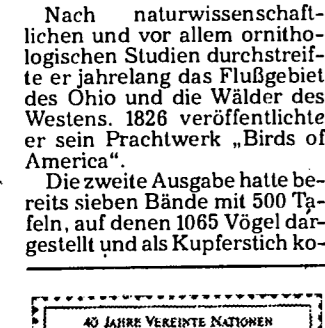 Nach naturwissenschaft-
lichen und vor allem ornitho-
logischen Studien durchstreif-
te er jahrelang das Flußgebiet
des Ohio und die Wälder des
Westens. 1826 veröffentlichte
er sein Prachtwerk „Birds of
America“.
Die zweite Ausgabe hatte be-
reits sieben Bände mit 500 Ta-
feln, auf denen 1065 Vögel dar-
gestellt und als Kupferstich ko-
40 JAHRE VEREINTE NATIONEN